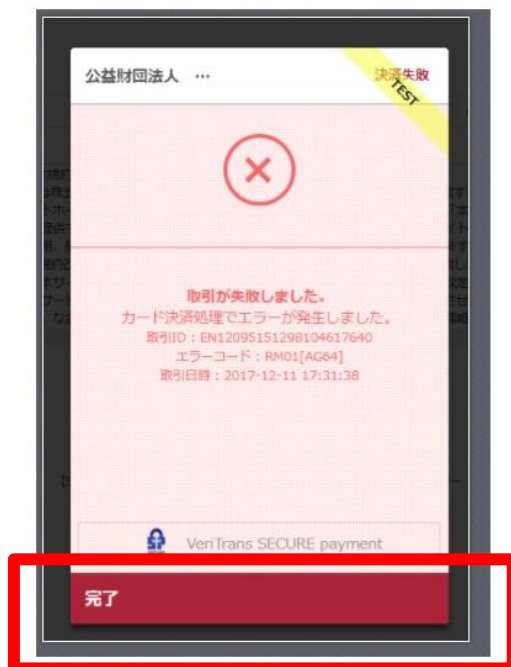 公益財団法人 …
決済失敗
TEST
取引が失敗しました。
カード決済処理でエラーが発生しました。
取引ID：EN12095151298104617640
エラーコード：RM01[AG64]
取引日時：2017-12-11 17:31:38
VeriTrans SECURE payment
完了